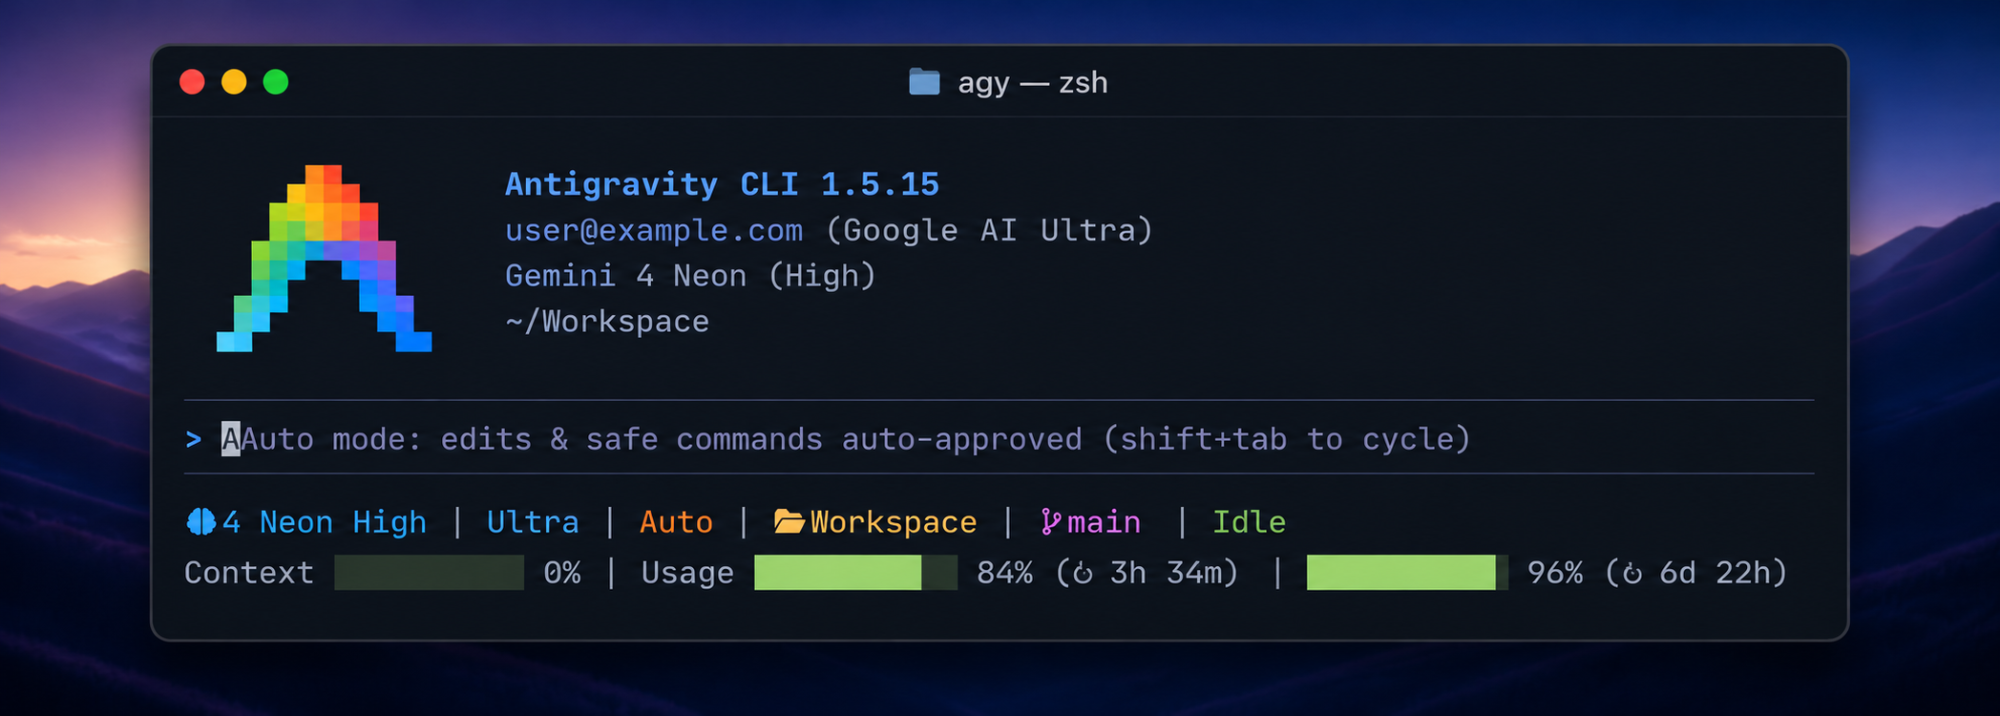 agy — zsh
Antigravity CLI 1.5.15
user@example.com (Google AI Ultra)
Gemini 4 Neon (High)
~/Workspace
> AAuto mode: edits & safe commands auto-approved (shift+tab to cycle)
4 Neon High | Ultra | Auto | Workspace | main | Idle
Context 0% | Usage 84% (↻ 3h 34m) | 96% (↻ 6d 22h)